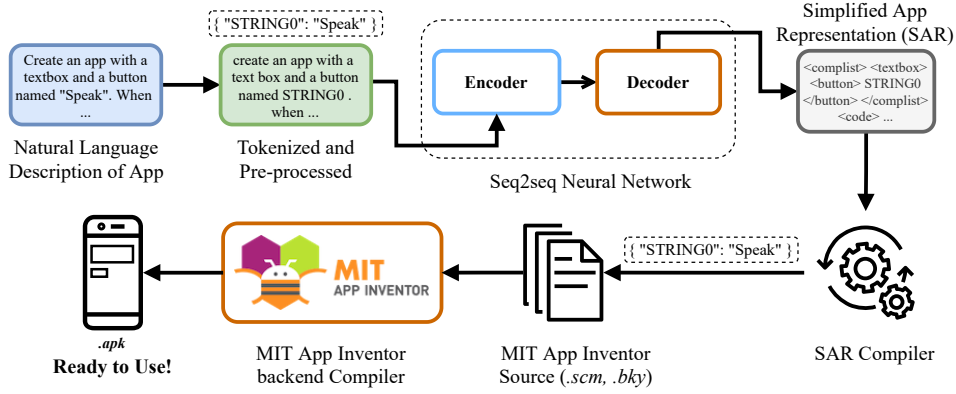 { "STRING0": "Speak" }
Create an app with a
textbox and a button
named "Speak". When
...
Natural Language
Description of App
create an app with a
text box and a button
named STRING0 .
when ...
Tokenized and
Pre-processed
Encoder
Decoder
Seq2seq Neural Network
Simplified App
Representation (SAR)
<complist> <textbox>
<button> STRING0
</button> </complist>
<code> ...
.apk
Ready to Use!
MIT
APP INVENTOR
MIT App Inventor
backend Compiler
{ "STRING0": "Speak" }
MIT App Inventor
Source (.scm, .bky)
SAR Compiler